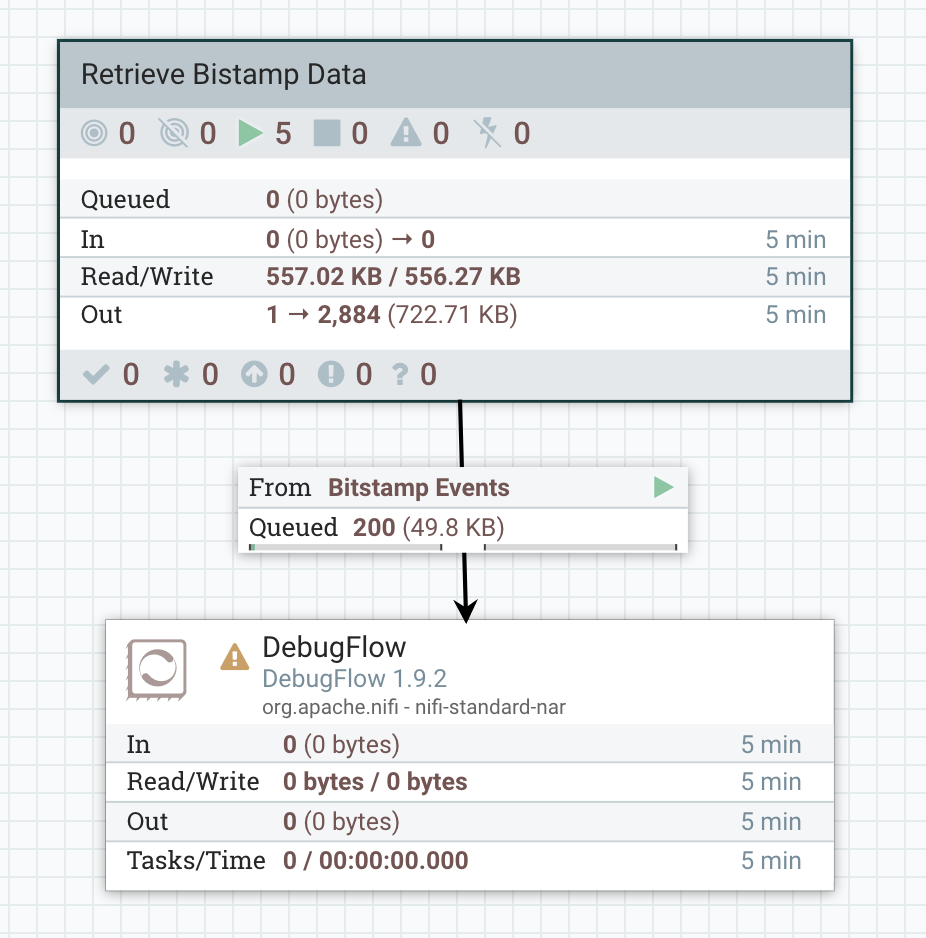 Retrieve Bistamp Data
0 0 5 0 0 0
Queued 0 (0 bytes)
In 0 (0 bytes) → 0 5 min
Read/Write 557.02 KB / 556.27 KB 5 min
Out 1 → 2,884 (722.71 KB) 5 min
0 0 0 0 ? 0
From Bitstamp Events
Queued 200 (49.8 KB)
DebugFlow
DebugFlow 1.9.2
org.apache.nifi - nifi-standard-nar
In 0 (0 bytes) 5 min
Read/Write 0 bytes / 0 bytes 5 min
Out 0 (0 bytes) 5 min
Tasks/Time 0 / 00:00:00.000 5 min